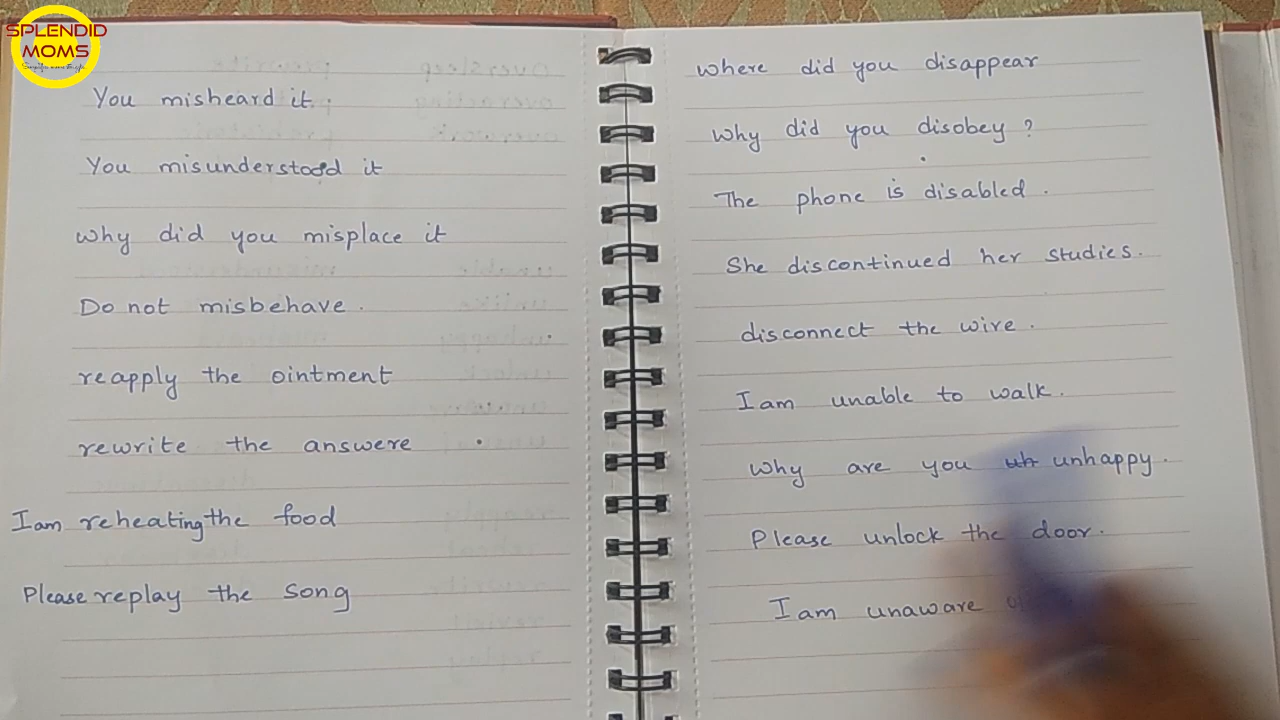 SPLENDID
MOMS
You misheard it.
You misunderstood it
Why did you misplace it
Do not misbehave.
reapply the ointment
rewrite the answere
I am reheating the food
Please replay the song
where did you disappear
Why did you disobey ?
The phone is disabled.
She discontinued her studies.
disconnect the wire.
I am unable to walk.
Why are you unhappy.
Please unlock the door.
I am unaware